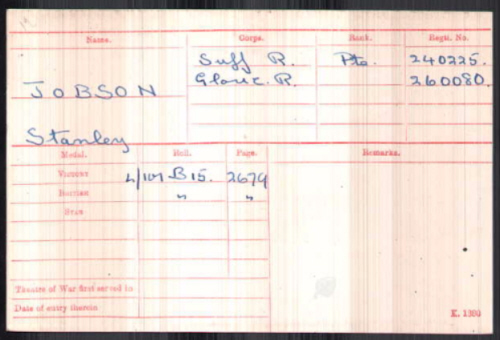 Name. Corps. Rank. Regtl. No.
Suff R. Pte. 240225.
JOBSON Glouc. R. 260080.
Stanley
Medal. Roll. Page. Remarks.
Victory L/101 B15. 2679
British " "
Star
Theatre of War first served in
Date of entry therein K. 1380